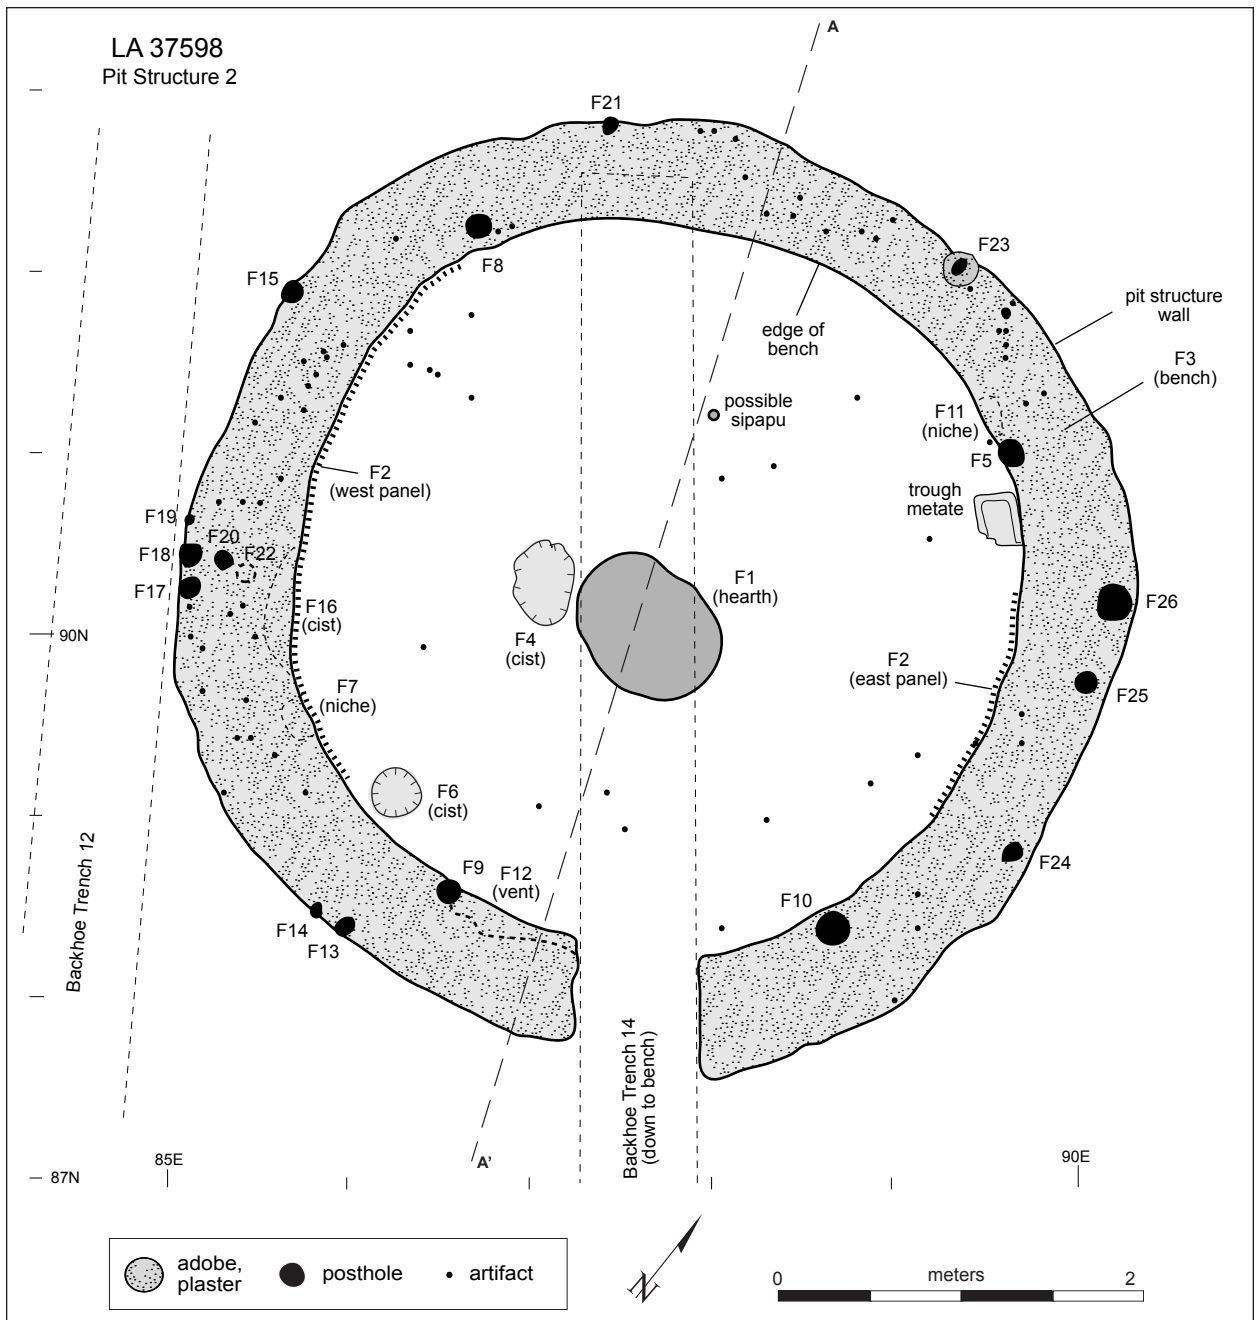 LA 37598
Pit Structure 2
A
F21
F23
F8
F15
edge of
bench
pit structure
wall
F3
(bench)
possible
sipapu
F11
(niche)
F5
F2
(west panel)
trough
metate
F19
F20
F18
F22
F17
F16
(cist)
F1
(hearth)
F26
90N
F4
(cist)
F2
(east panel)
F25
F7
(niche)
F6
(cist)
F24
F9
F12
(vent)
F10
F14
F13
Backhoe Trench 12
Backhoe Trench 14
(down to bench)
A'
87N
85E
90E
adobe,
plaster
posthole
artifact
N
0 meters 2